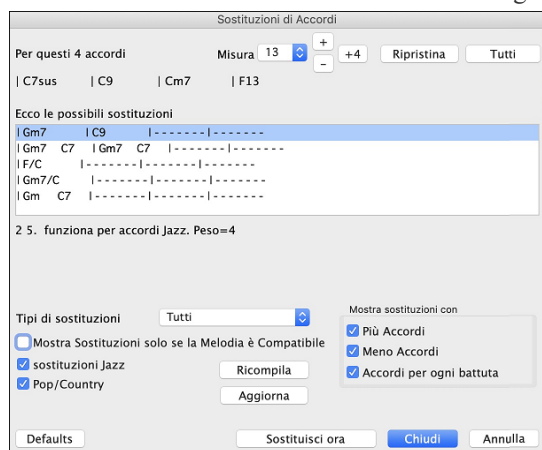 Sostituzioni di Accordi
Per questi 4 accordi Misura 13 + - +4 Ripristina Tutti
| C7sus | C9 | Cm7 | F13
Ecco le possibili sostituzioni
| Gm7 | C9 |-------|-------
| Gm7 C7 | Gm7 C7 |-------|-------
| F/C |-------|-------|-------
| Gm7/C |-------|-------|-------
| Gm C7 |-------|-------|-------
2 5. funziona per accordi Jazz. Peso=4
Tipi di sostituzioni Tutti
Mostra sostituzioni con
Mostra Sostituzioni solo se la Melodia è Compatibile
sostituzioni Jazz
Pop/Country
Ricompila
Aggiorna
Più Accordi
Meno Accordi
Accordi per ogni battuta
Defaults Sostituisci ora Chiudi Annulla